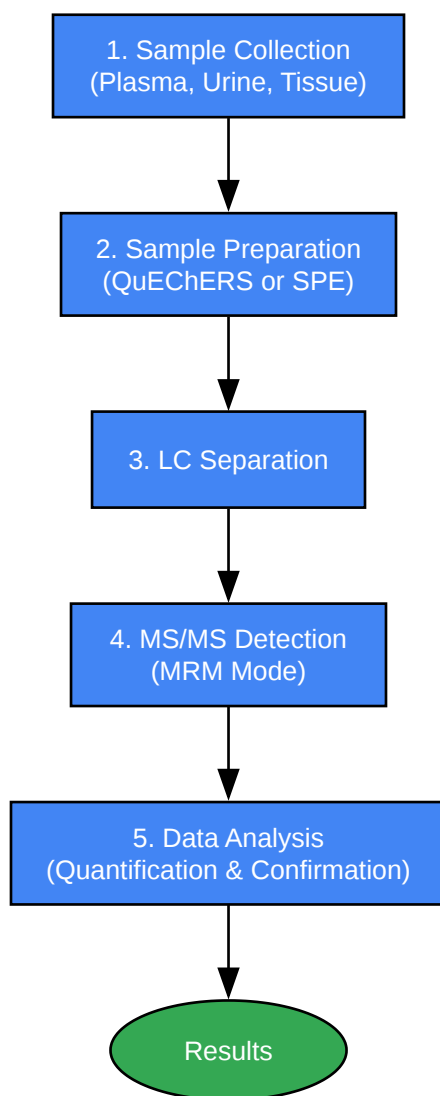 1. Sample Collection
(Plasma, Urine, Tissue)
2. Sample Preparation
(QuEChERS or SPE)
3. LC Separation
4. MS/MS Detection
(MRM Mode)
5. Data Analysis
(Quantification & Confirmation)
Results